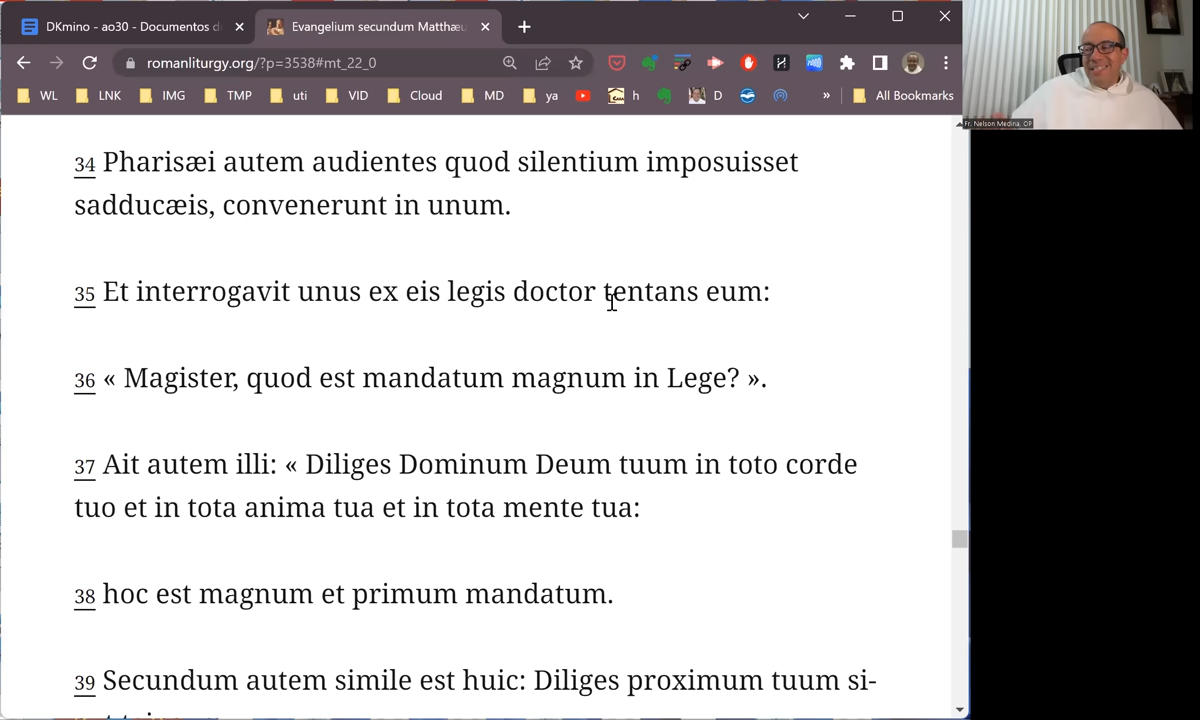 DKmino - ao30 - Documentos d
Evangelium secundum Matthæu
romanliturgy.org/?p=3538#mt_22_0
WL LNK IMG TMP uti VID Cloud MD ya h D » All Bookmarks
Fr. Nelson Medina, OP
34 Pharisæi autem audientes quod silentium imposuisset
sadducæis, convenerunt in unum.
35 Et interrogavit unus ex eis legis doctor tentans eum:
36 « Magister, quod est mandatum magnum in Lege? ».
37 Ait autem illi: « Diliges Dominum Deum tuum in toto corde
tuo et in tota anima tua et in tota mente tua:
38 hoc est magnum et primum mandatum.
39 Secundum autem simile est huic: Diliges proximum tuum si-